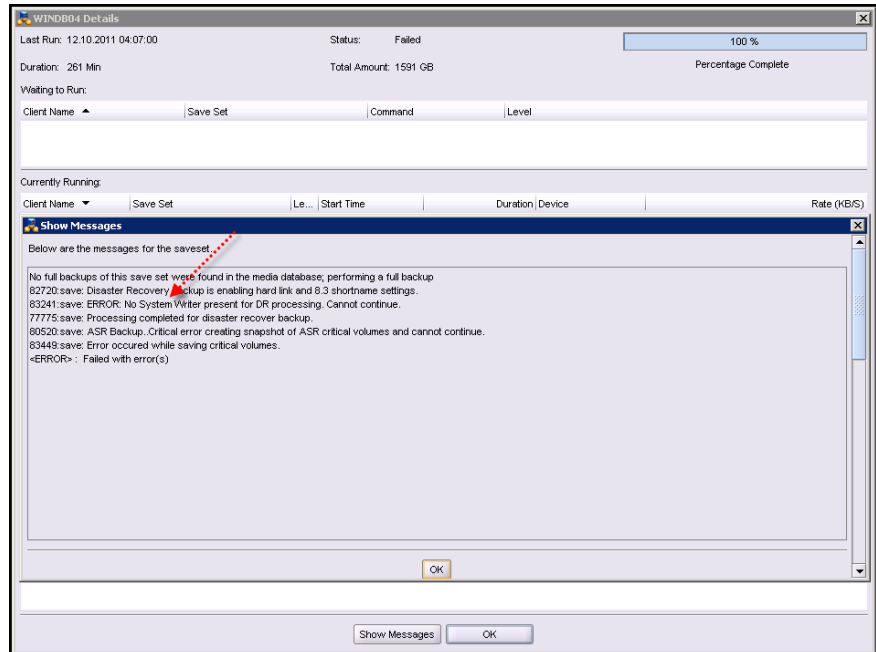 WINDB04 Details
Last Run: 12.10.2011 04:07:00 Status: Failed 100 %
Duration: 261 Min Total Amount: 1591 GB Percentage Complete
Waiting to Run:
Client Name Save Set Command Level
Currently Running:
Client Name Save Set Le... Start Time Duration Device Rate (KB/S)
Show Messages
Below are the messages for the saveset...
No full backups of this save set were found in the media database; performing a full backup
82720:save: Disaster Recovery backup is enabling hard link and 8.3 shortname settings.
83241:save: ERROR: No System Writer present for DR processing. Cannot continue.
77775:save: Processing completed for disaster recover backup.
80520:save: ASR Backup..Critical error creating snapshot of ASR critical volumes and cannot continue.
83449:save: Error occured while saving critical volumes.
<ERROR> : Failed with error(s)
OK
Show Messages OK